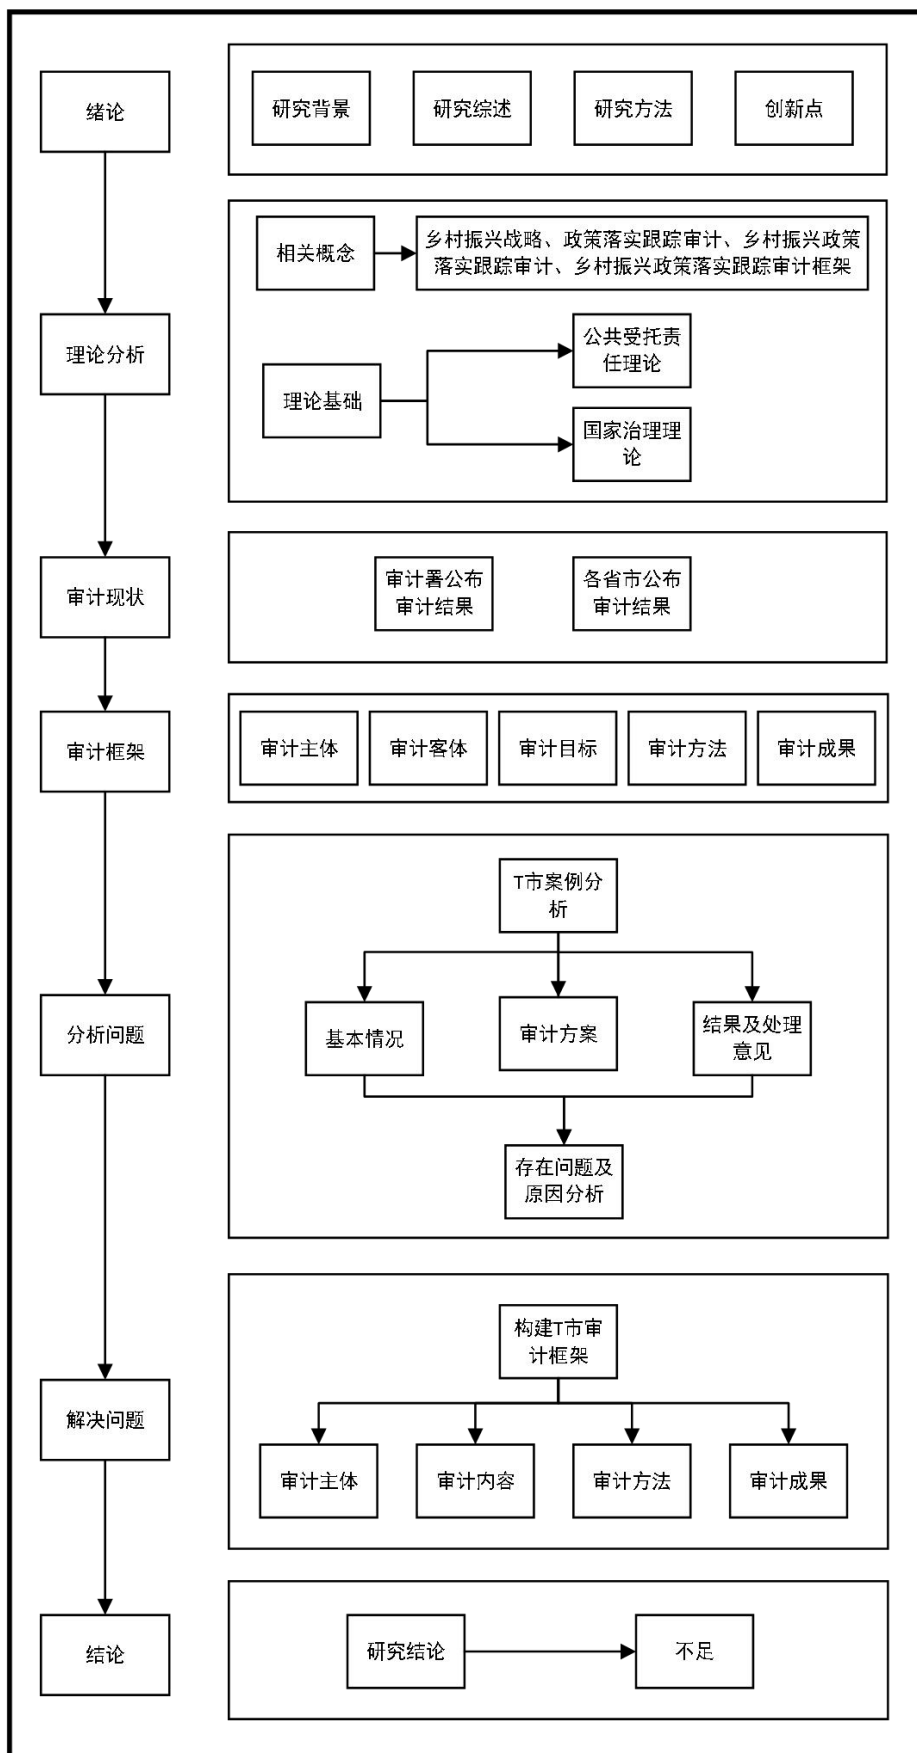 绪论
研究背景
研究综述
研究方法
创新点
相关概念
乡村振兴战略、政策落实跟踪审计、乡村振兴政策
落实跟踪审计、乡村振兴政策落实跟踪审计框架
理论分析
理论基础
公共受托责
任理论
国家治理理
论
审计现状
审计署公布
审计结果
各省市公布
审计结果
审计框架
审计主体
审计客体
审计目标
审计方法
审计成果
T市案例分
析
分析问题
基本情况
审计方案
结果及处理
意见
存在问题及
原因分析
构建T市审
计框架
解决问题
审计主体
审计内容
审计方法
审计成果
结论
研究结论
不足